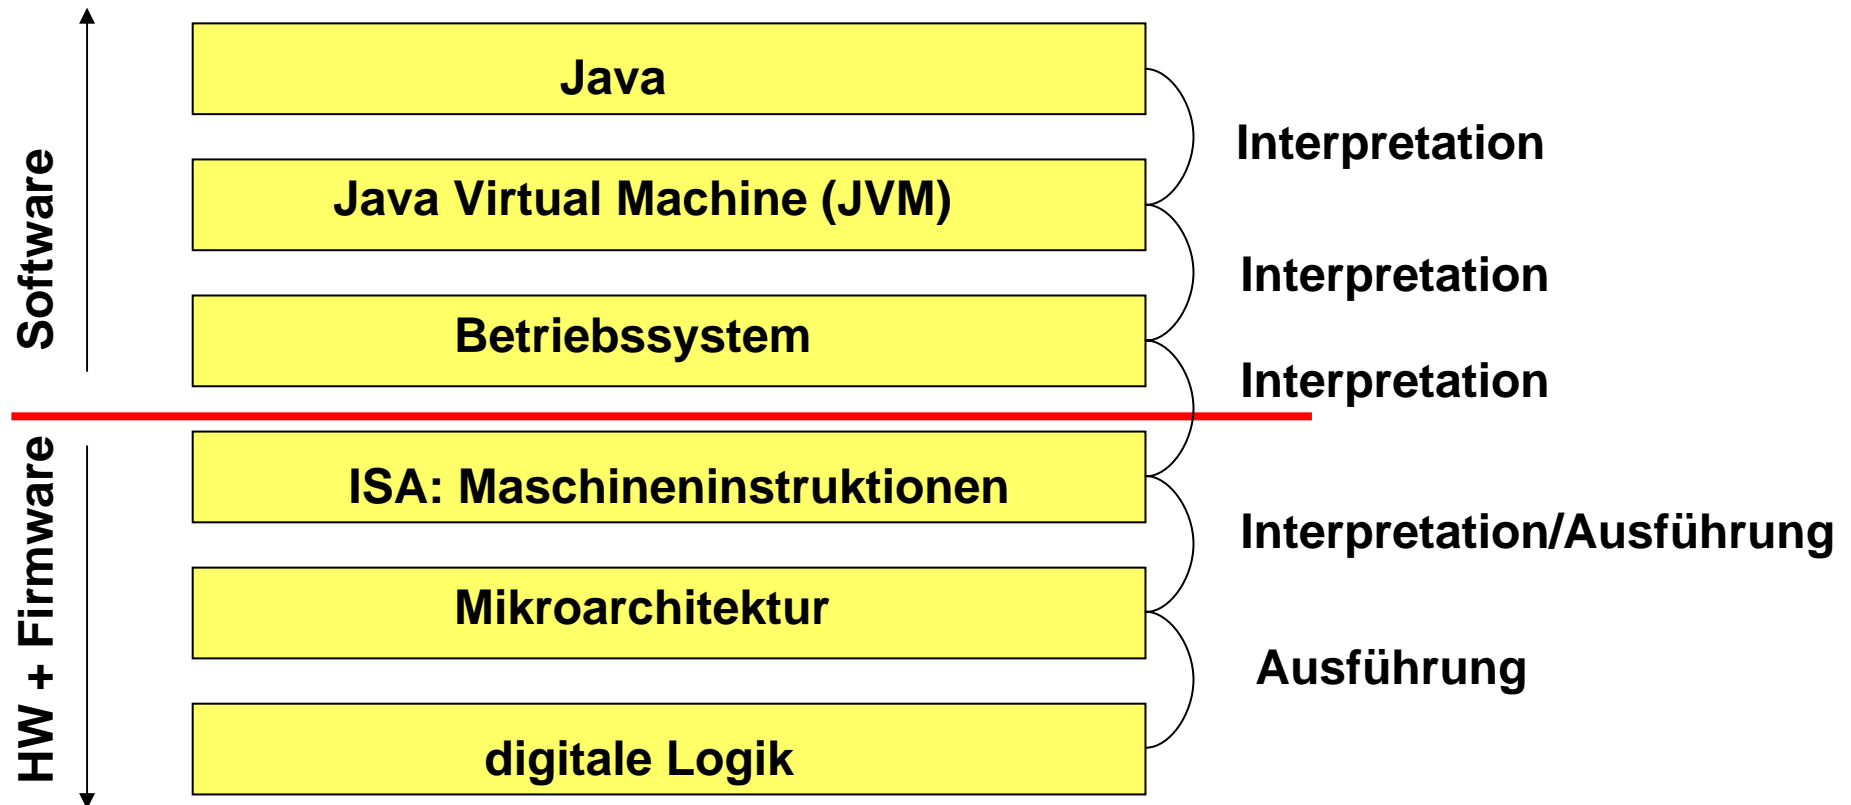 Software
Java
Interpretation
Java Virtual Machine (JVM)
Interpretation
Betriebssystem
Interpretation
HW + Firmware
ISA: Maschineninstruktionen
Interpretation/Ausführung
Mikroarchitektur
Ausführung
digitale Logik